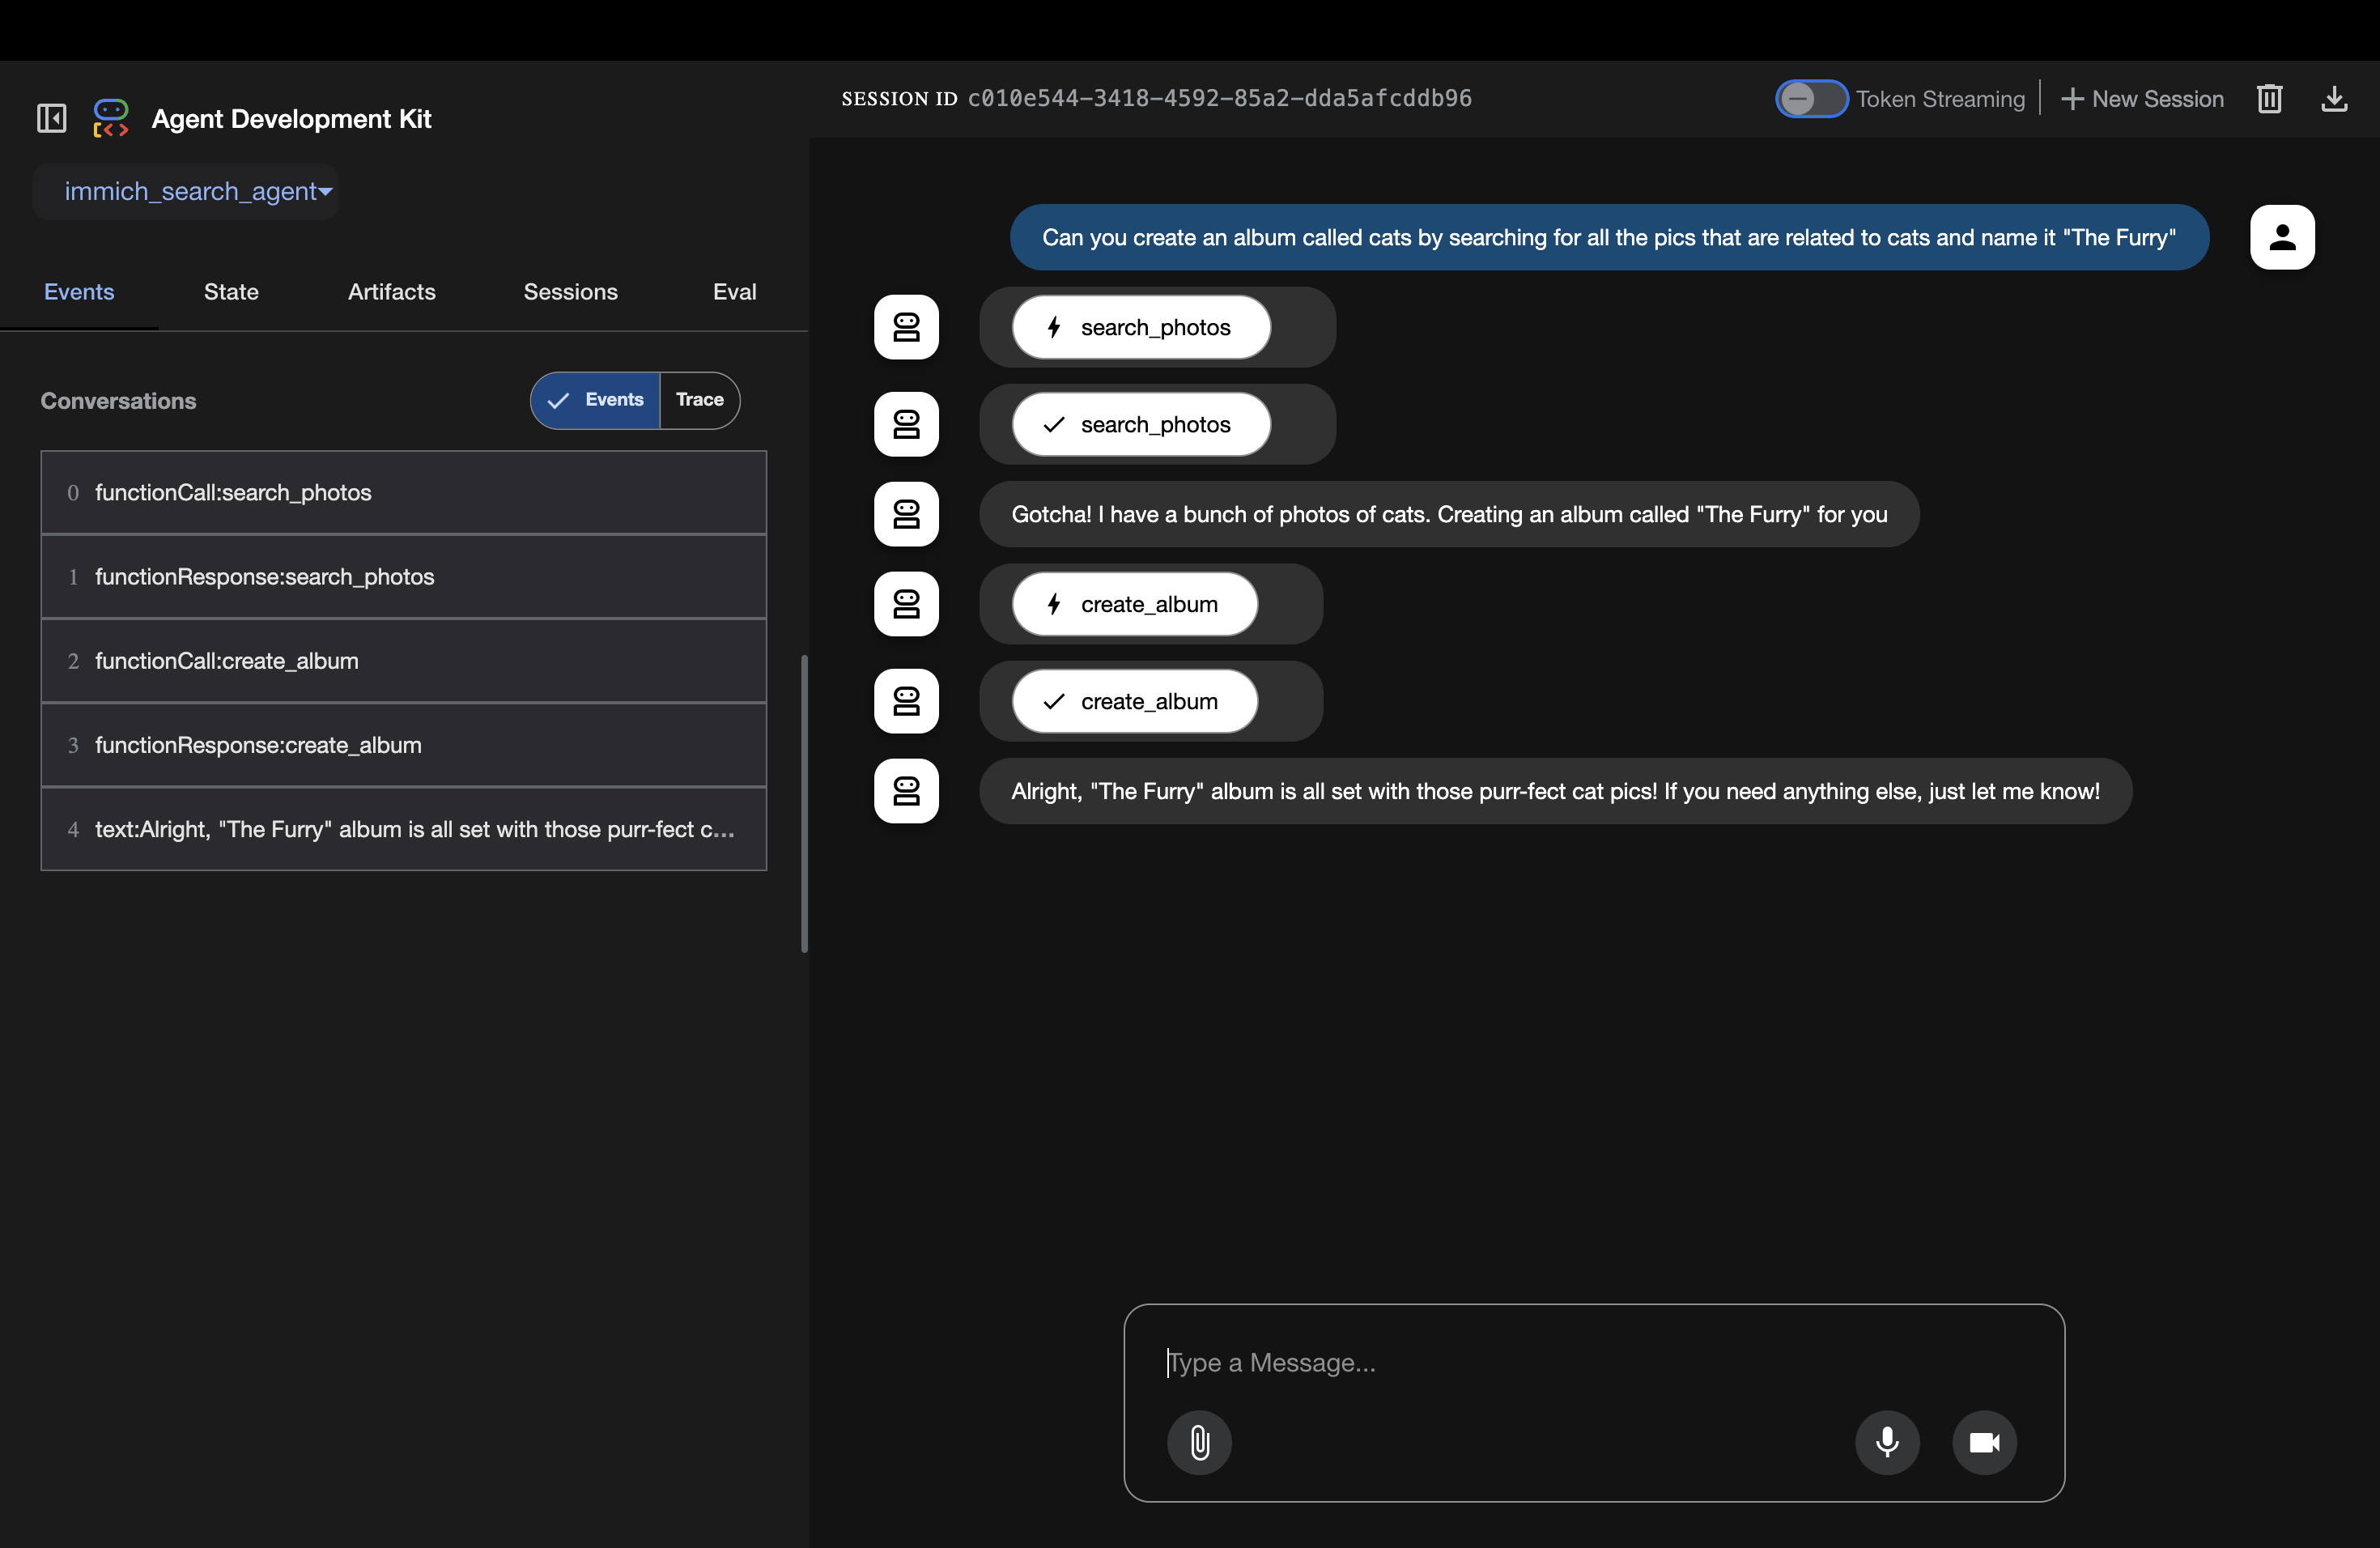 Agent Development Kit
immich_search_agent
Events State Artifacts Sessions Eval
Conversations
Events Trace
0 functionCall:search_photos
1 functionResponse:search_photos
2 functionCall:create_album
3 functionResponse:create_album
4 text:Alright, "The Furry" album is all set with those purr-fect c...
SESSION ID c010e544-3418-4592-85a2-dda5afcddb96
Token Streaming
New Session
Can you create an album called cats by searching for all the pics that are related to cats and name it "The Furry"
search_photos
search_photos
Gotcha! I have a bunch of photos of cats. Creating an album called "The Furry" for you
create_album
create_album
Alright, "The Furry" album is all set with those purr-fect cat pics! If you need anything else, just let me know!
Type a Message...